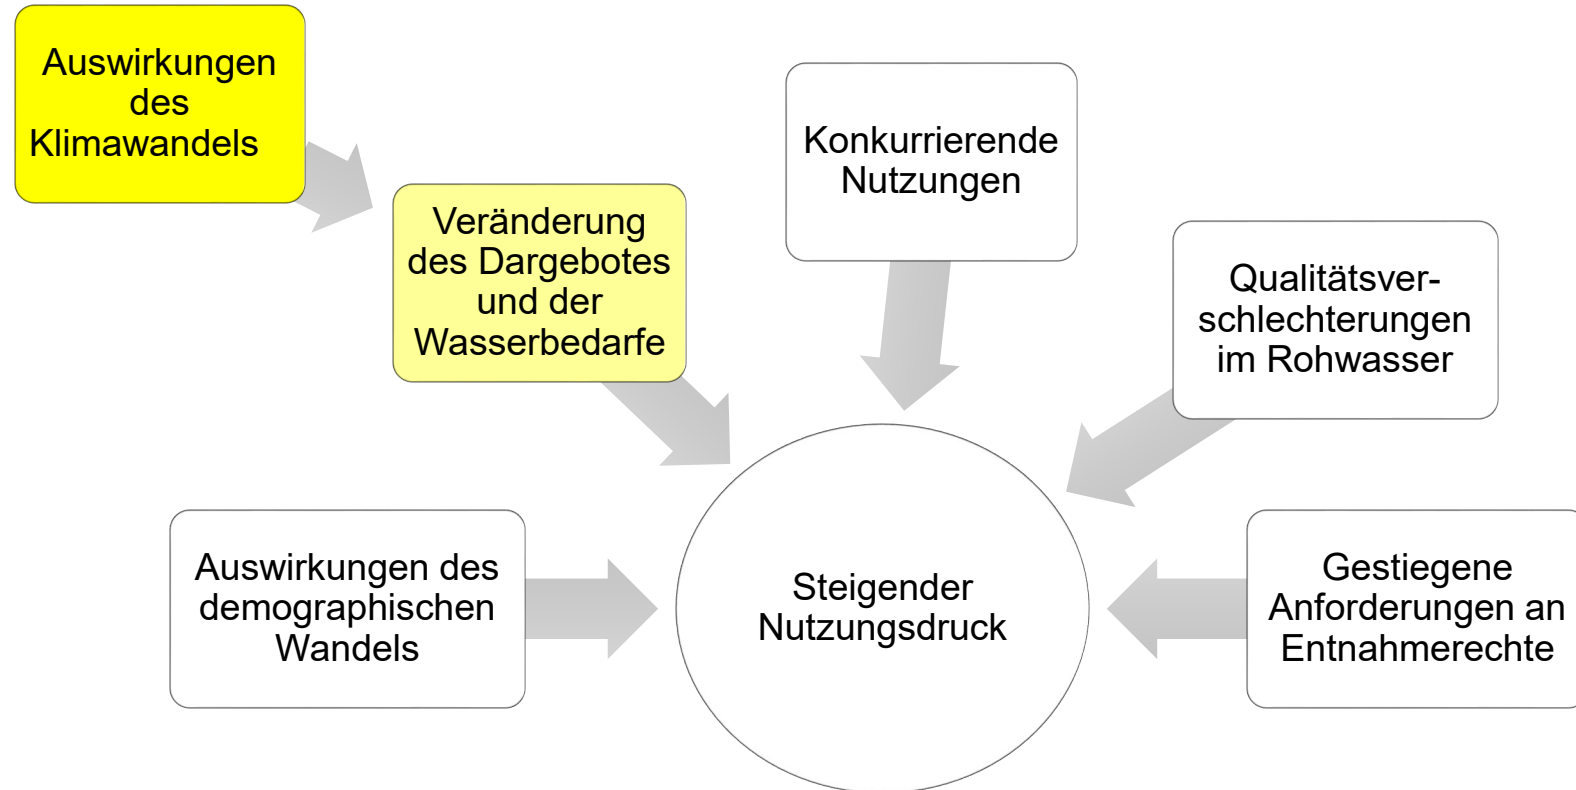 Auswirkungen
des
Klimawandels
Veränderung
des Dargebotes
und der
Wasserbedarfe
Konkurrierende
Nutzungen
Qualitätsver-
schlechterungen
im Rohwasser
Auswirkungen des
demographischen
Wandels
Steigender
Nutzungsdruck
Gestiegene
Anforderungen an
Entnahmerechte